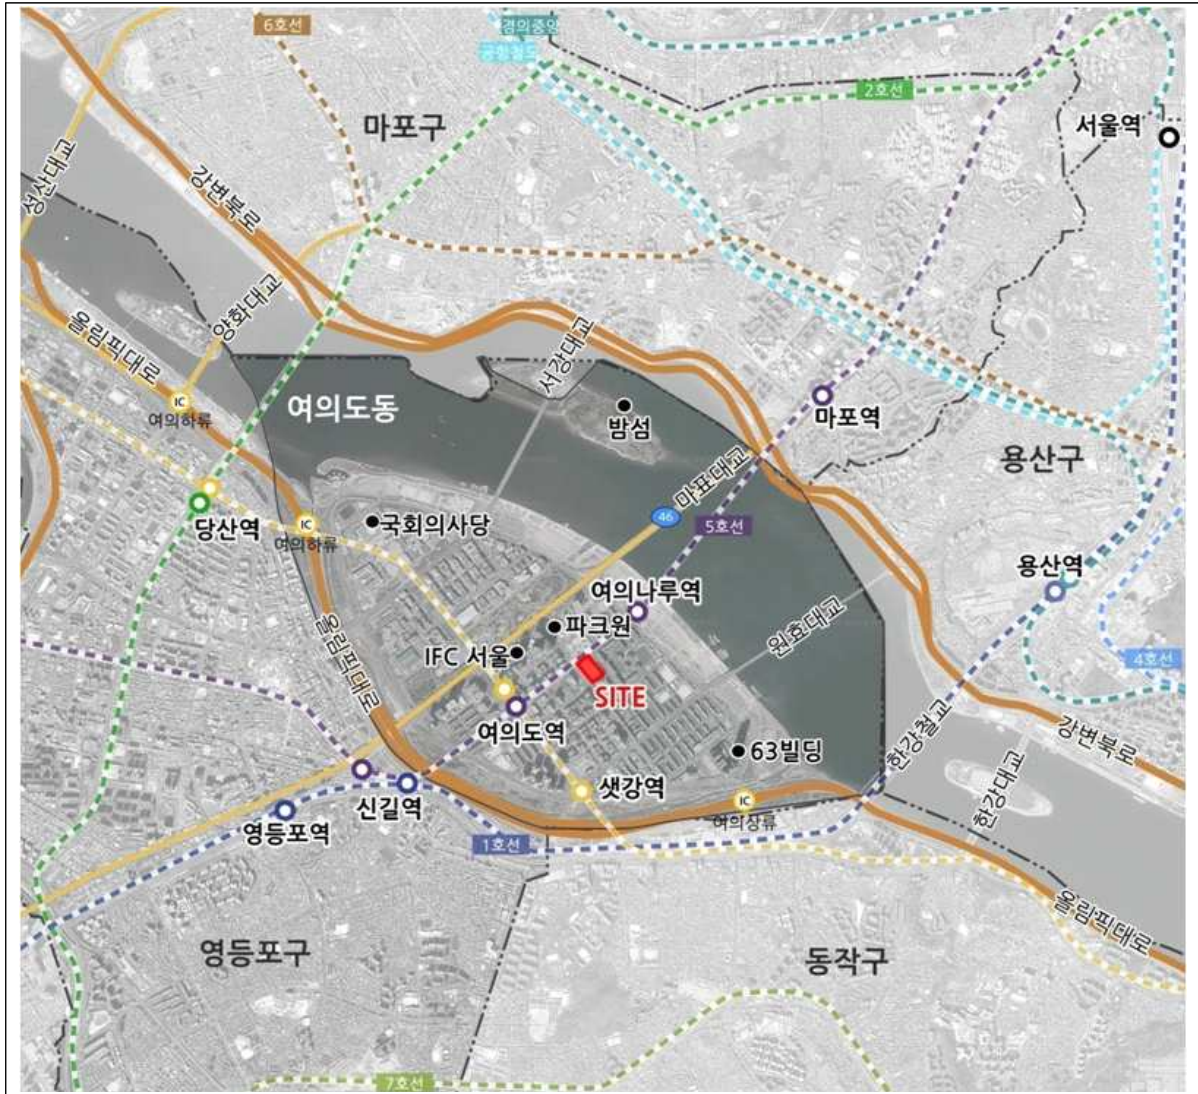 6호선
경의중앙
공항철도
2호선
마포구
서울역
성산대교
강변북로
양화대교
올림픽대로
서강대교
IC
여의하류
여의도동
밤섬
마포역
용산구
마표대교
46
5호선
당산역
IC
여의하류
국회의사당
여의나루역
용산역
파크원
원효대교
IFC 서울
SITE
4호선
올림픽대로
여의도역
63빌딩
한강철교
강변북로
신길역
샛강역
IC
여의상류
한강대교
영등포역
1호선
올림픽대로
영등포구
동작구
7호선